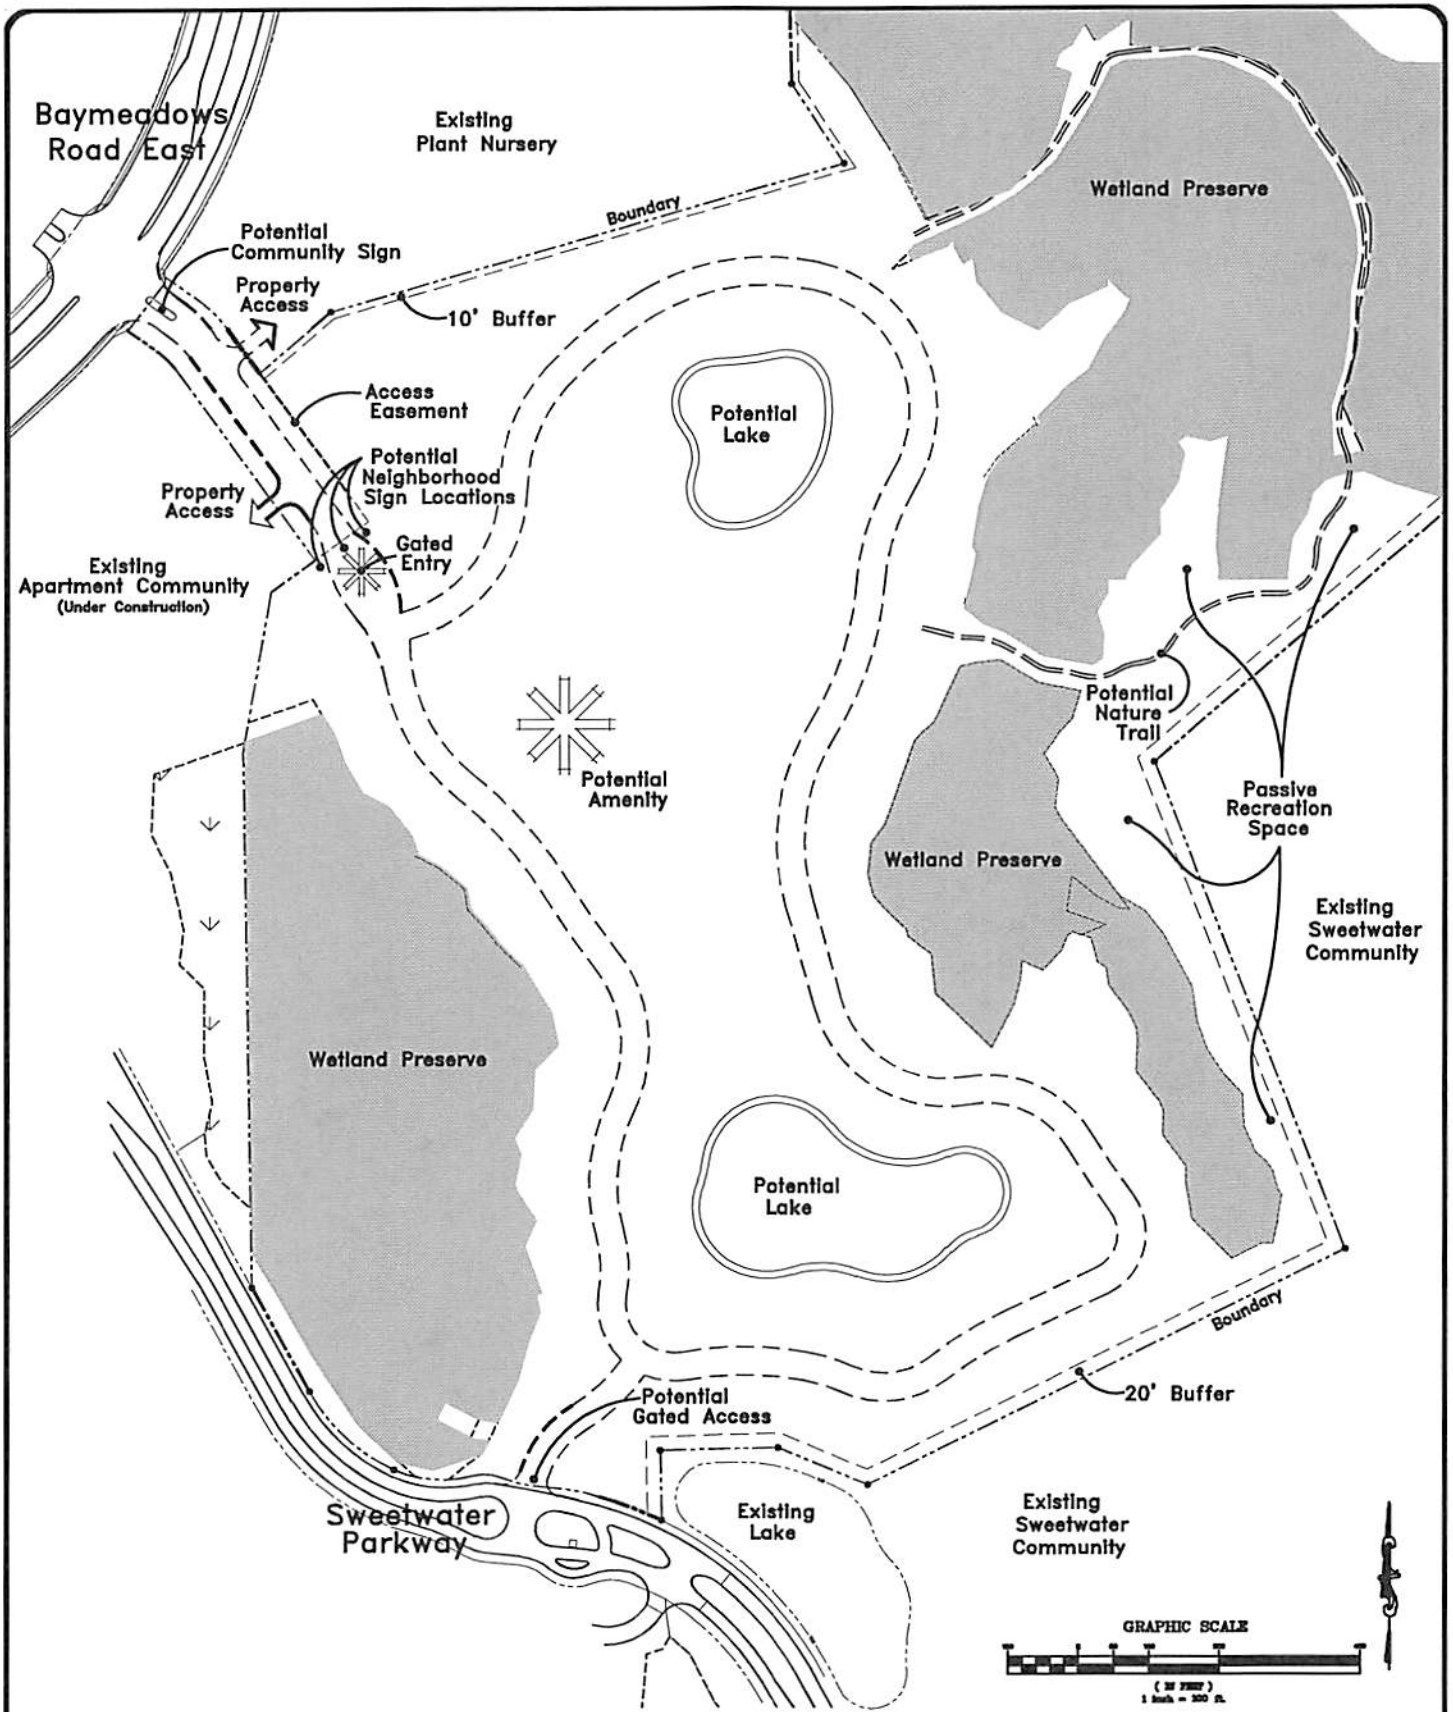 Baymeadows
Road East
Existing
Plant Nursery
Wetland Preserve
Boundary
Potential
Community Sign
Property
Access
10' Buffer
Access
Easement
Potential
Lake
Potential
Neighborhood
Sign Locations
Property
Access
Gated
Entry
Existing
Apartment Community
(Under Construction)
Potential
Nature
Trail
Potential
Amenity
Passive
Recreation
Space
Wetland Preserve
Existing
Sweetwater
Community
Wetland Preserve
Potential
Lake
Boundary
20' Buffer
Potential
Gated Access
Sweetwater
Parkway
Existing
Lake
Existing
Sweetwater
Community
GRAPHIC SCALE
( IN FEET )